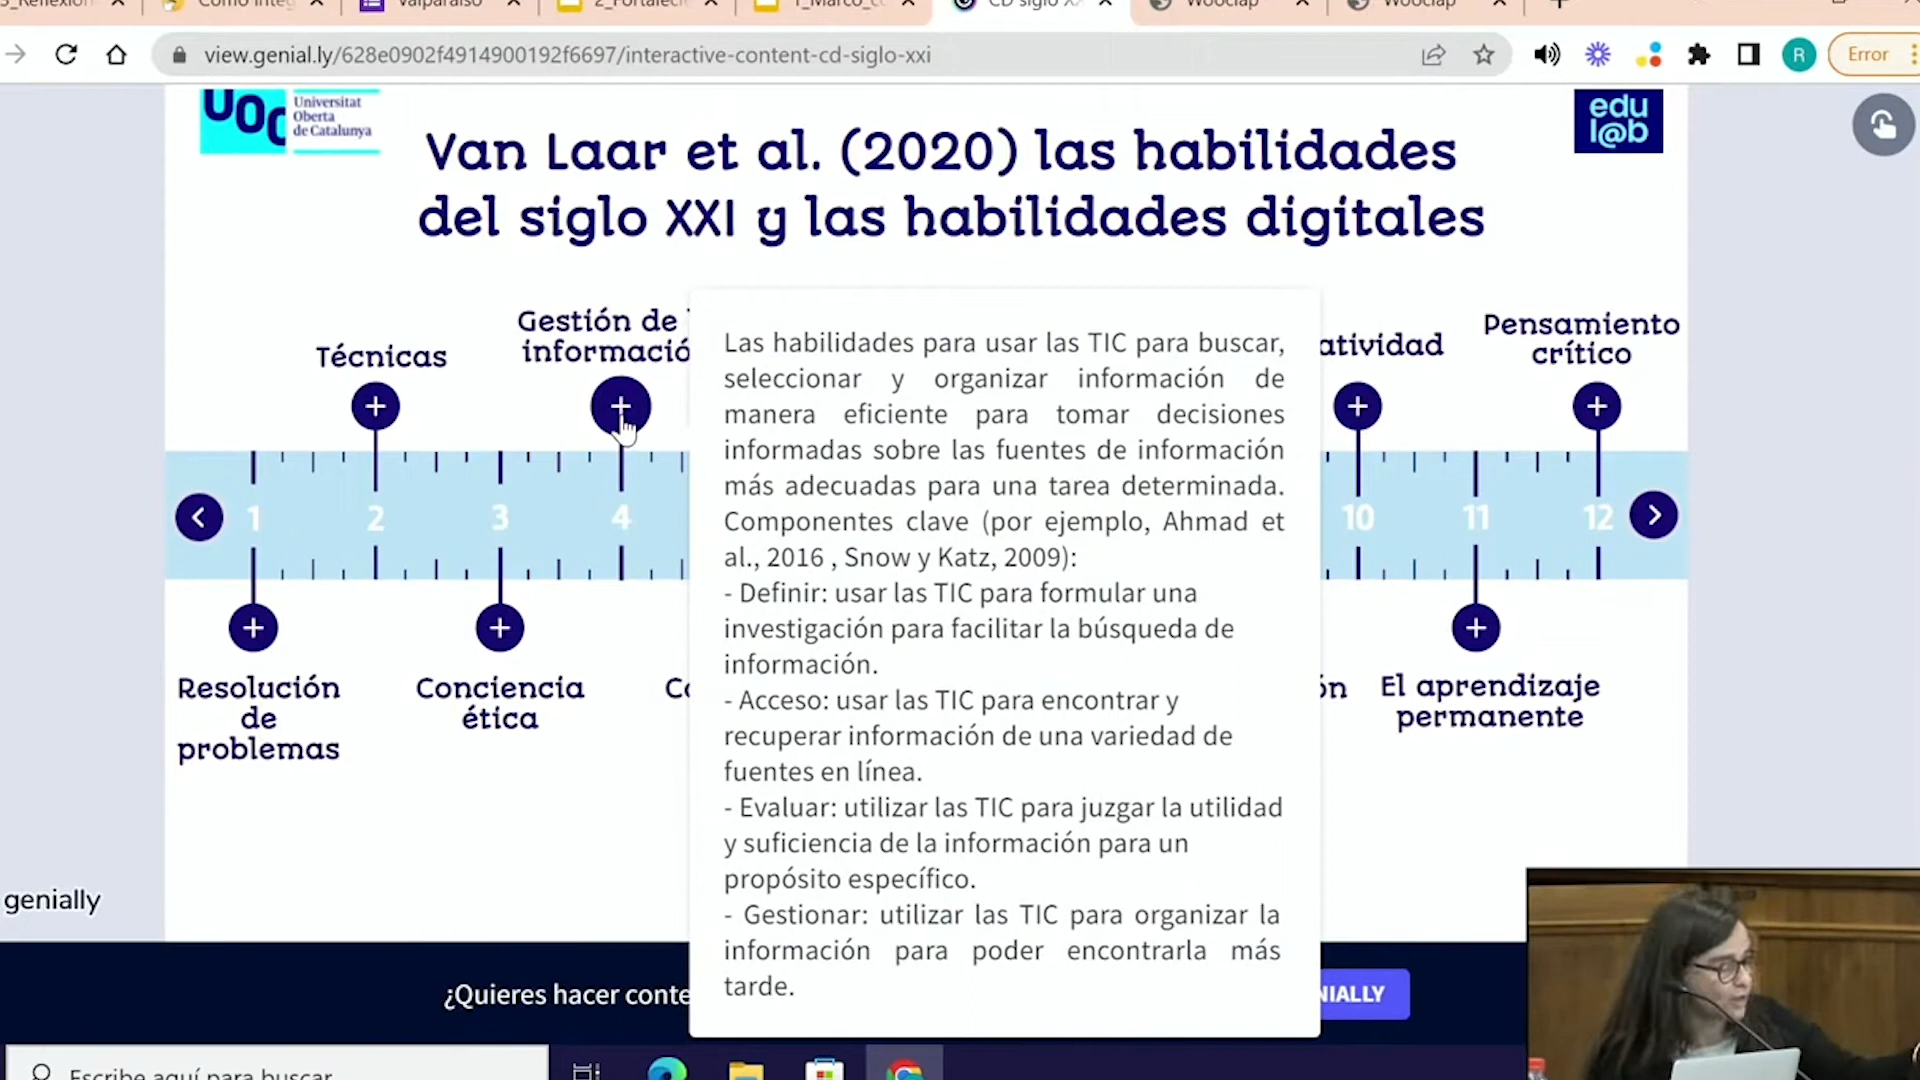 Valparaíso
CD siglo XX
Wooclap
Wooclap
view.genial.ly/628e0902f4914900192f6697/interactive-content-cd-siglo-xxi
R
Error
UOC
Universitat
Oberta
de Catalunya
edu
l@b
Van Laar et al. (2020) las habilidades
del siglo XXI y las habilidades digitales
Técnicas
Gestión de
informació
atividad
Pensamiento
crítico
1 2 3 4 10 11 12
Resolución
de
problemas
Conciencia
ética
El aprendizaje
permanente
Las habilidades para usar las TIC para buscar,
seleccionar y organizar información de
manera eficiente para tomar decisiones
informadas sobre las fuentes de información
más adecuadas para una tarea determinada.
Componentes clave (por ejemplo, Ahmad et
al., 2016 , Snow y Katz, 2009):
- Definir: usar las TIC para formular una
investigación para facilitar la búsqueda de
información.
- Acceso: usar las TIC para encontrar y
recuperar información de una variedad de
fuentes en línea.
- Evaluar: utilizar las TIC para juzgar la utilidad
y suficiencia de la información para un
propósito específico.
- Gestionar: utilizar las TIC para organizar la
información para poder encontrarla más
tarde.
genially
¿Quieres hacer conte
NIALLY
Escribe aquí para buscar